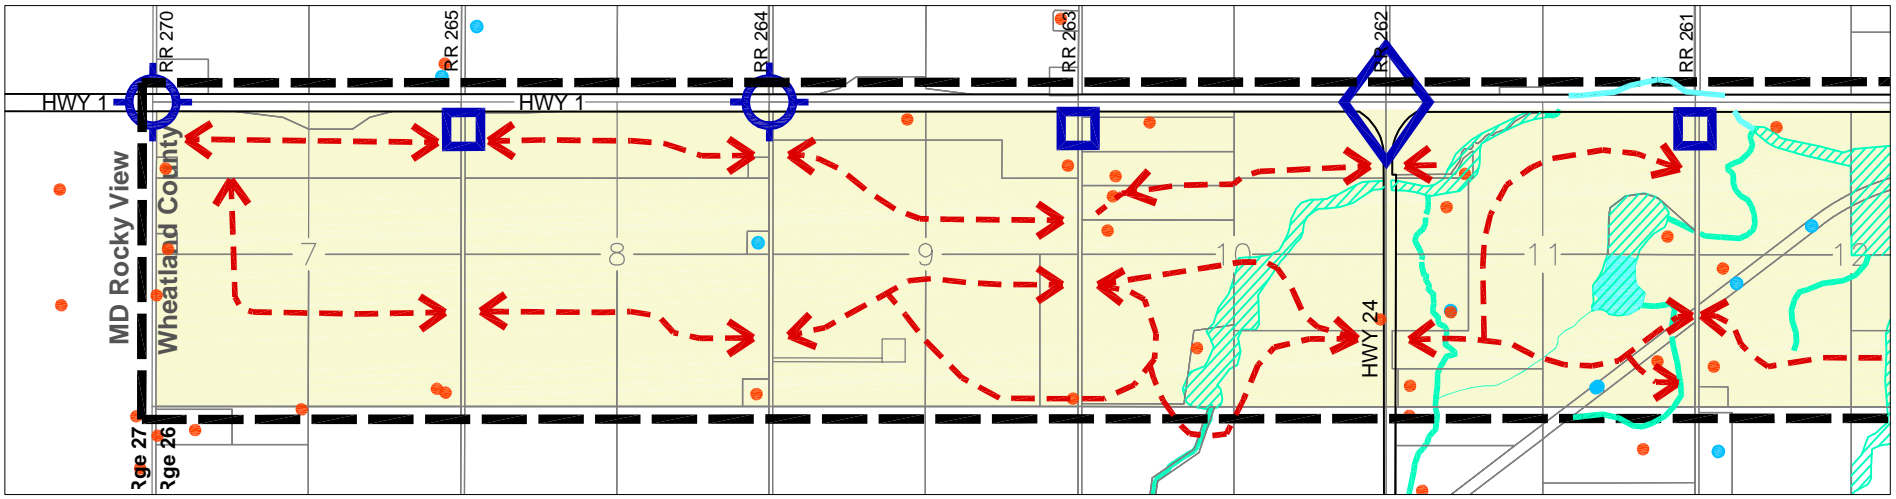 RR 270
RR 265
RR 264
RR 263
RR 262
RR 261
HWY 1
HWY 1
MD Rocky View
Wheatland County
7
8
9
10
11
12
HWY 24
Rge 27
Rge 26